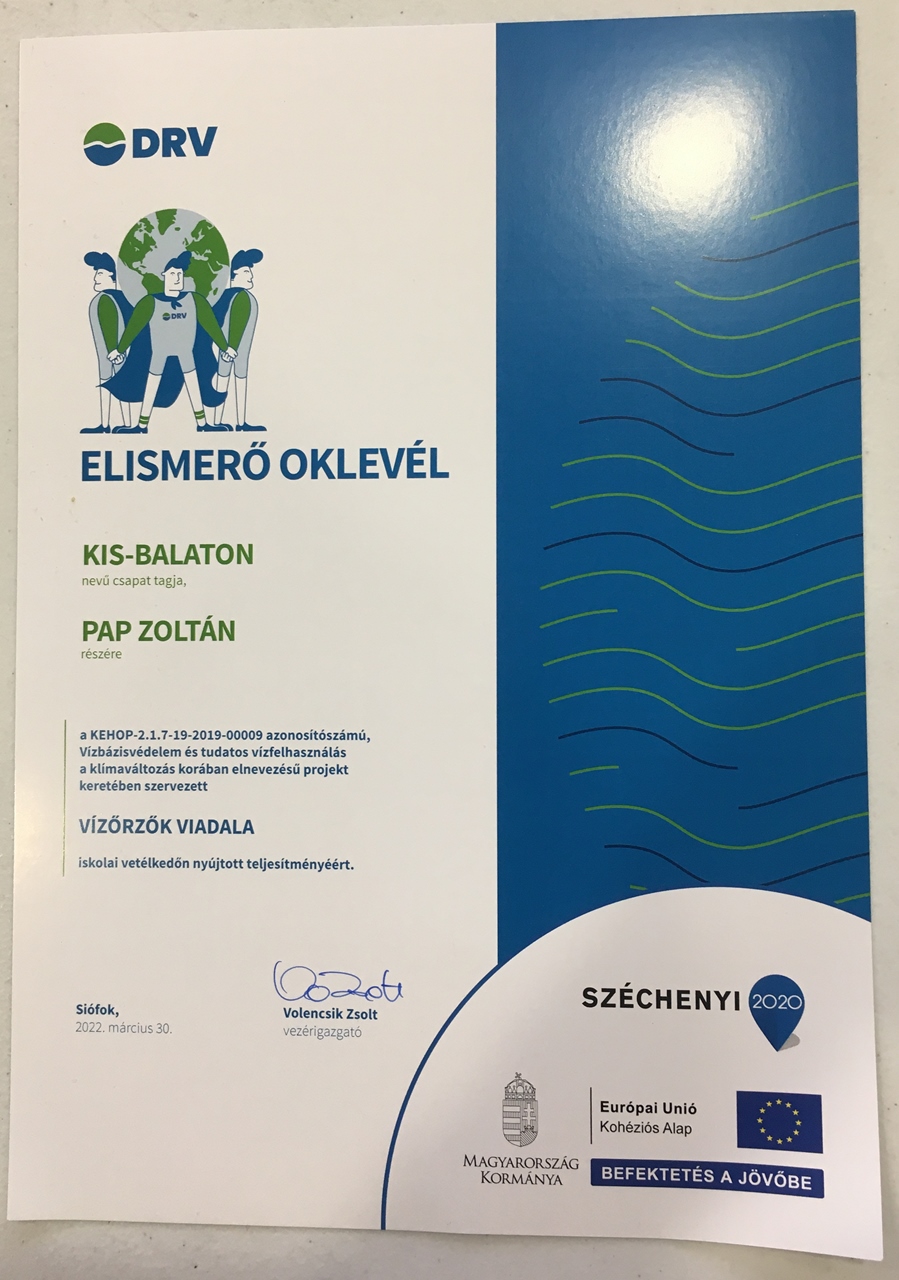 DRV
DRV
ELISMERŐ OKLEVÉL
KIS-BALATON
nevű csapat tagja,
PAP ZOLTÁN
részére
a KEHOP-2.1.7-19-2019-00009 azonosítószámú,
Vízbázisvédelem és tudatos vízfelhasználás
a klímaváltozás korában elnevezésű projekt
keretében szervezett
VÍZŐRZŐK VIADALA
iskolai vetélkedőn nyújtott teljesítményéért.
Siófok,
2022. március 30.
Volencsik Zsolt
vezérigazgató
SZÉCHENYI 2020
MAGYARORSZÁG
KORMÁNYA
Európai Unió
Kohéziós Alap
BEFEKTETÉS A JÖVŐBE